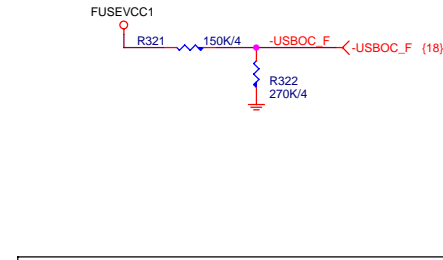 FUSEVCC1
R321 150K/4 -USBOC_F -USBOC_F {18}
R322
270K/4